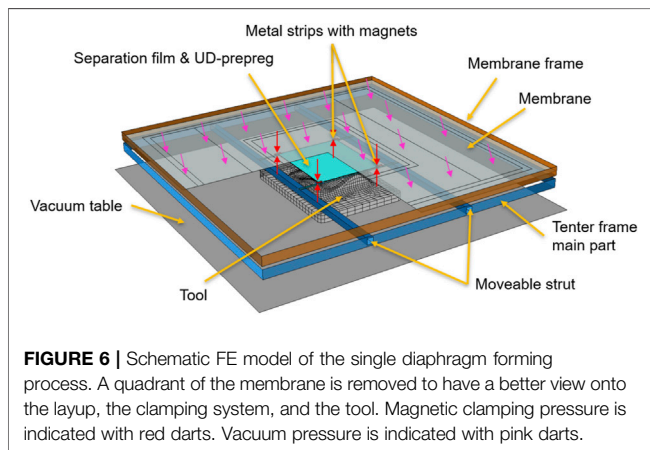 Metal strips with magnets
Separation film & UD-prepreg
Membrane frame
Membrane
Vacuum table
Tenter frame
main part
Moveable strut
Tool
FIGURE 6 | Schematic FE model of the single diaphragm forming
process. A quadrant of the membrane is removed to have a better view onto
the layup, the clamping system, and the tool. Magnetic clamping pressure is
indicated with red darts. Vacuum pressure is indicated with pink darts.